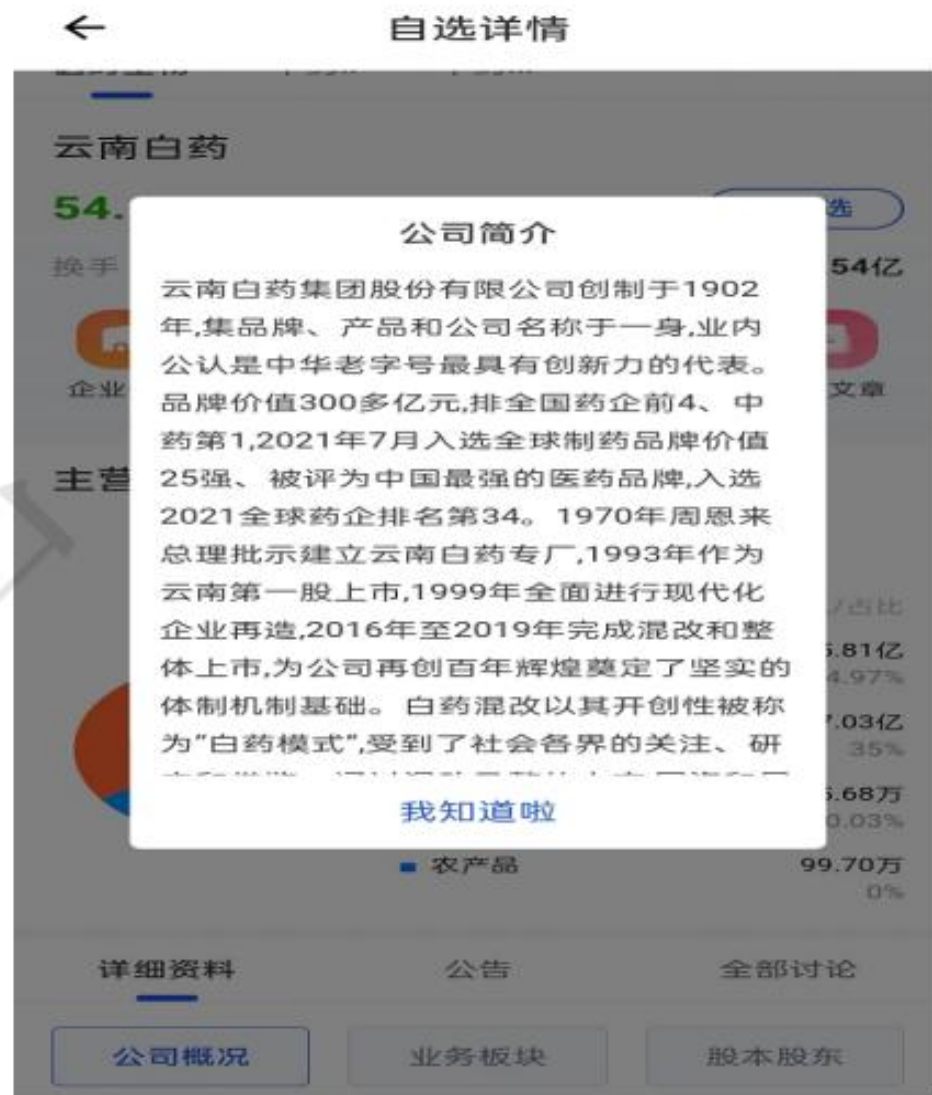 自选详情
云南白药
54.
选
换手
54亿
企业
文章
主营
公司简介
云南白药集团股份有限公司创制于1902
年,集品牌、产品和公司名称于一身,业内
公认是中华老字号最具有创新力的代表。
品牌价值300多亿元,排全国药企前4、中
药第1,2021年7月入选全球制药品牌价值
25强、被评为中国最强的医药品牌,入选
2021全球药企排名第34。1970年周恩来
总理批示建立云南白药专厂,1993年作为
云南第一股上市,1999年全面进行现代化
企业再造,2016年至2019年完成混改和整
体上市,为公司再创百年辉煌奠定了坚实的
体制机制基础。白药混改以其开创性被称
为"白药模式",受到了社会各界的关注、研
我知道啦
/占比
.81亿
4.97%
.03亿
35%
.68万
0.03%
农产品
99.70万
0%
详细资料
公告
全部讨论
公司概况
业务板块
股本股东